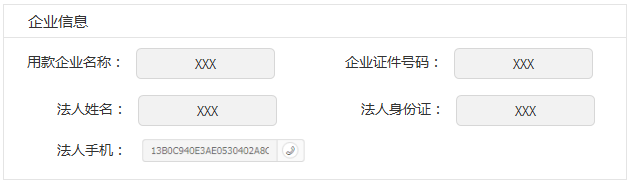 企业信息
用款企业名称： XXX 企业证件号码： XXX
法人姓名： XXX 法人身份证： XXX
法人手机： 13B0C940E3AE0530402A8C